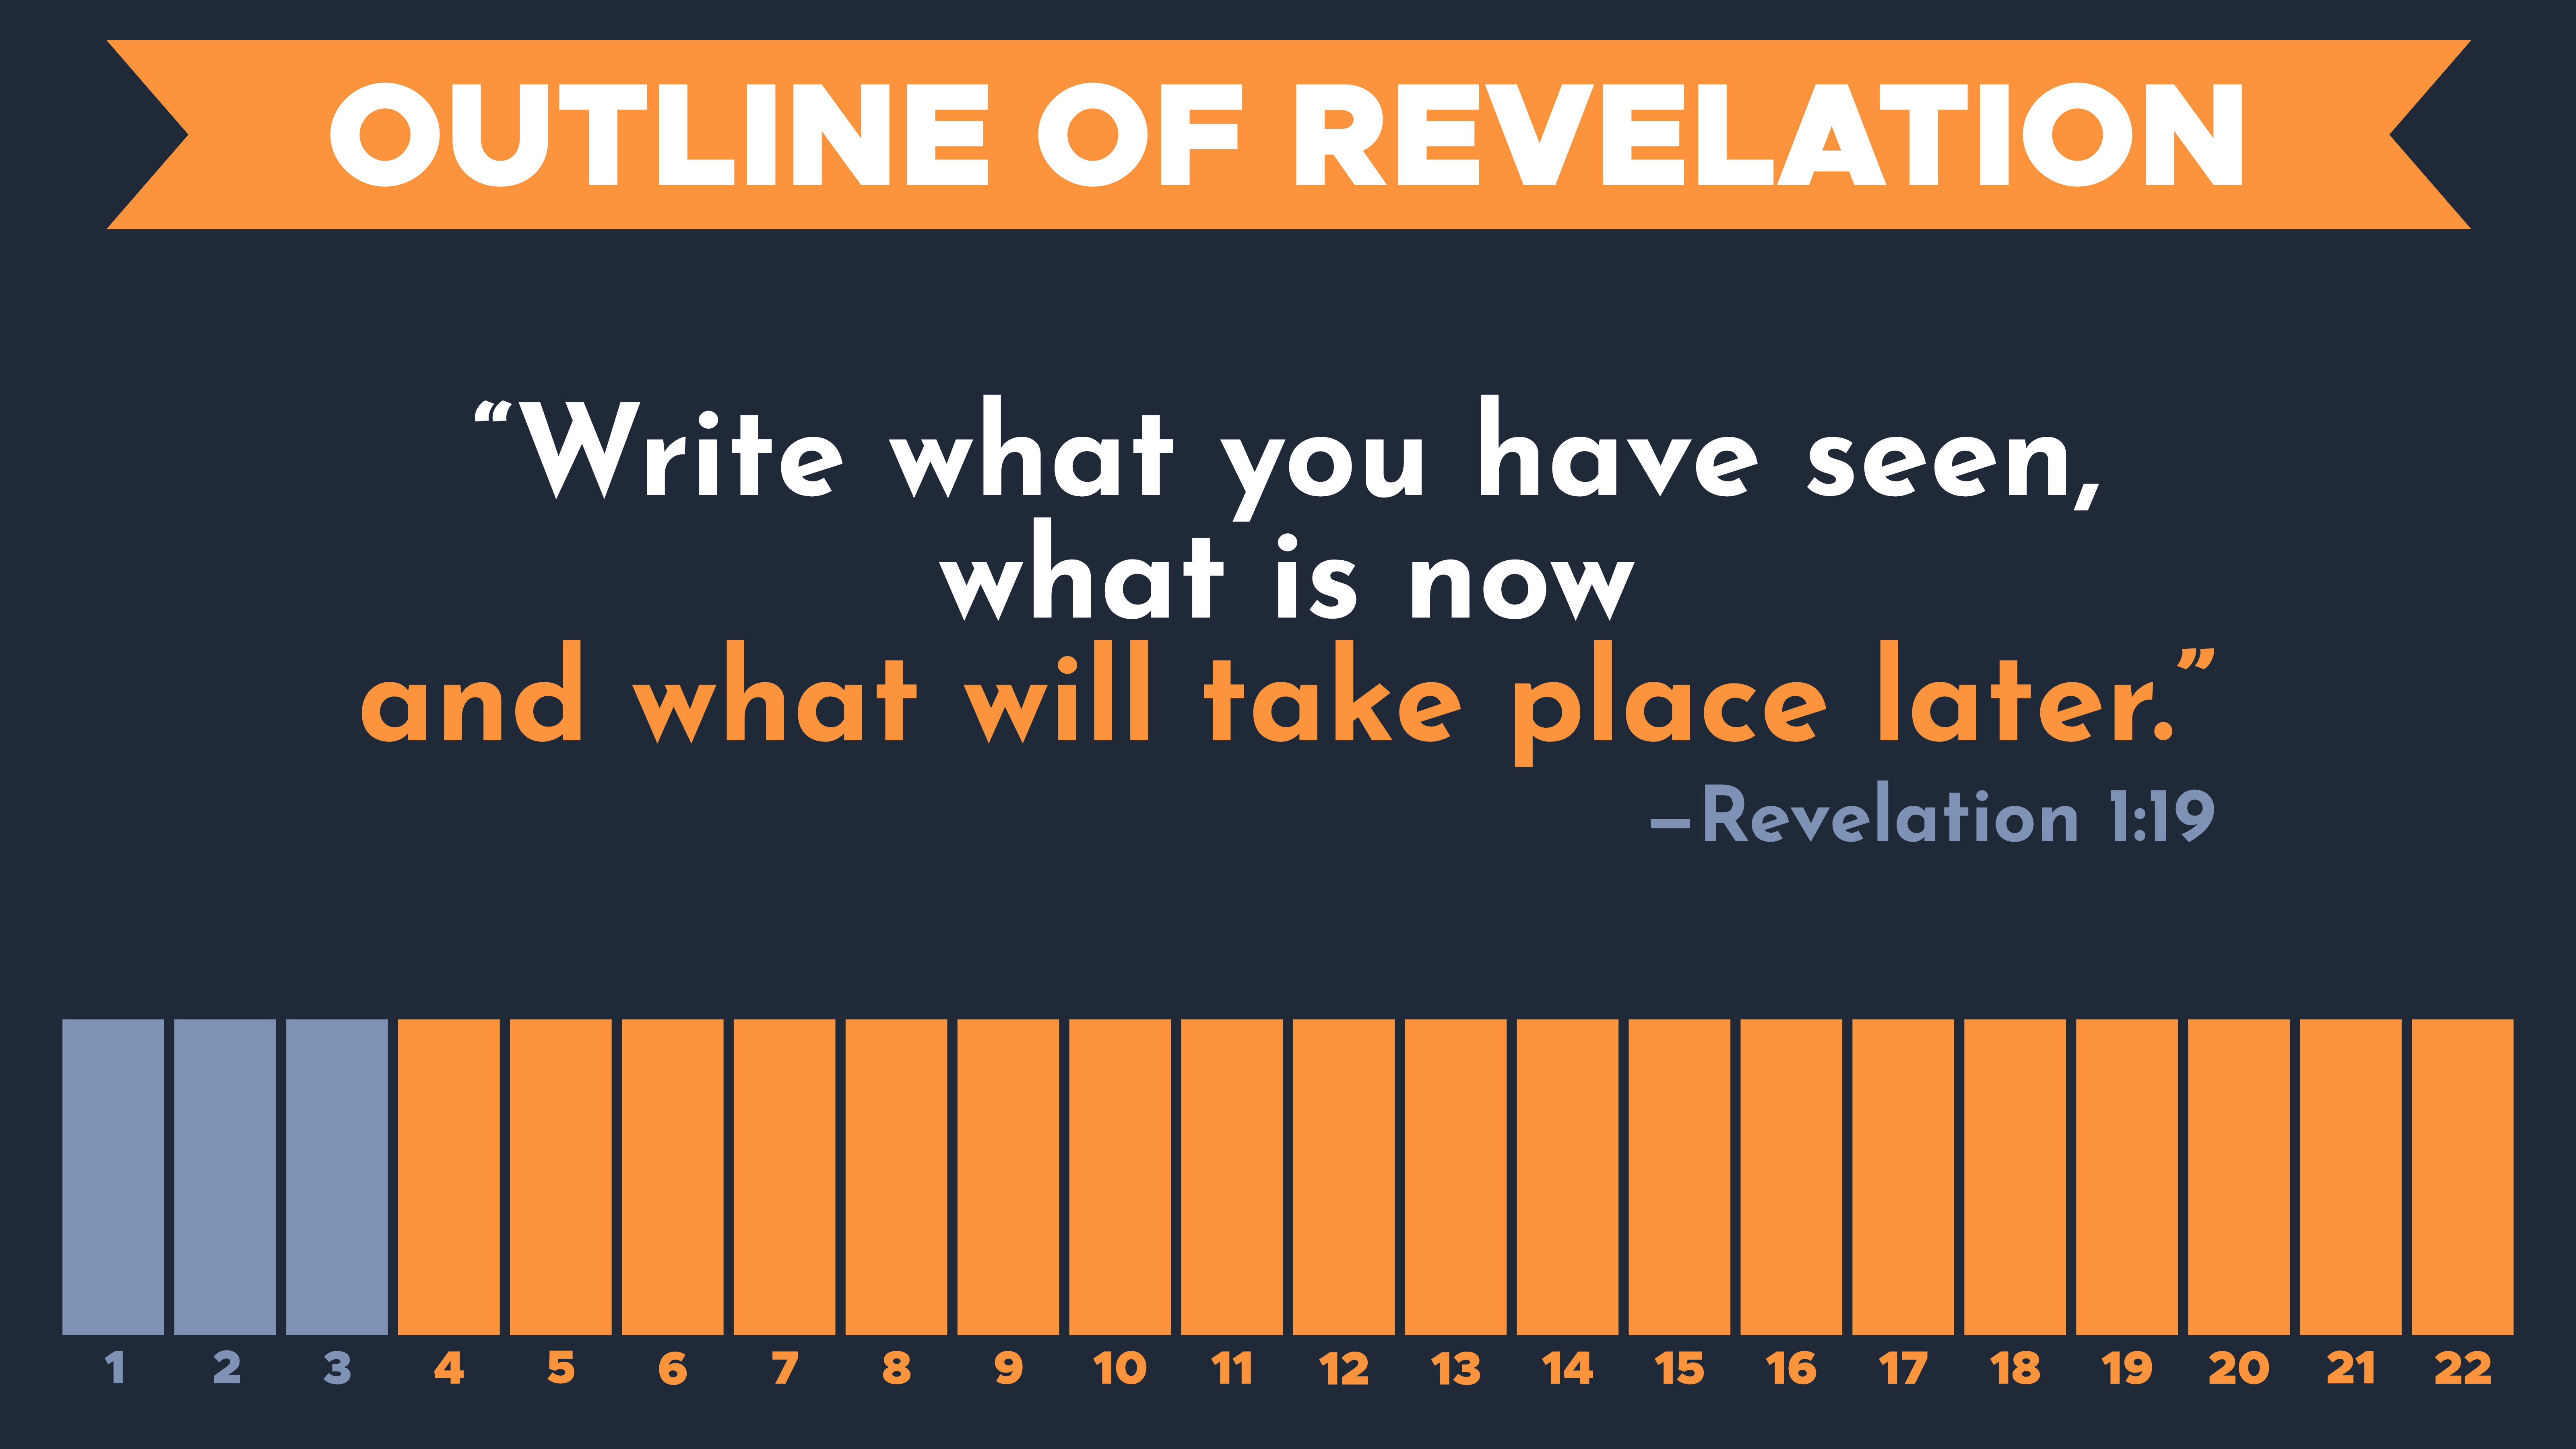 OUTLINE OF REVELATION
“Write what you have seen,
what is now
and what will take place later.”
–Revelation 1:19
1 2 3 4 5 6 7 8 9 10 11 12 13 14 15 16 17 18 19 20 21 22